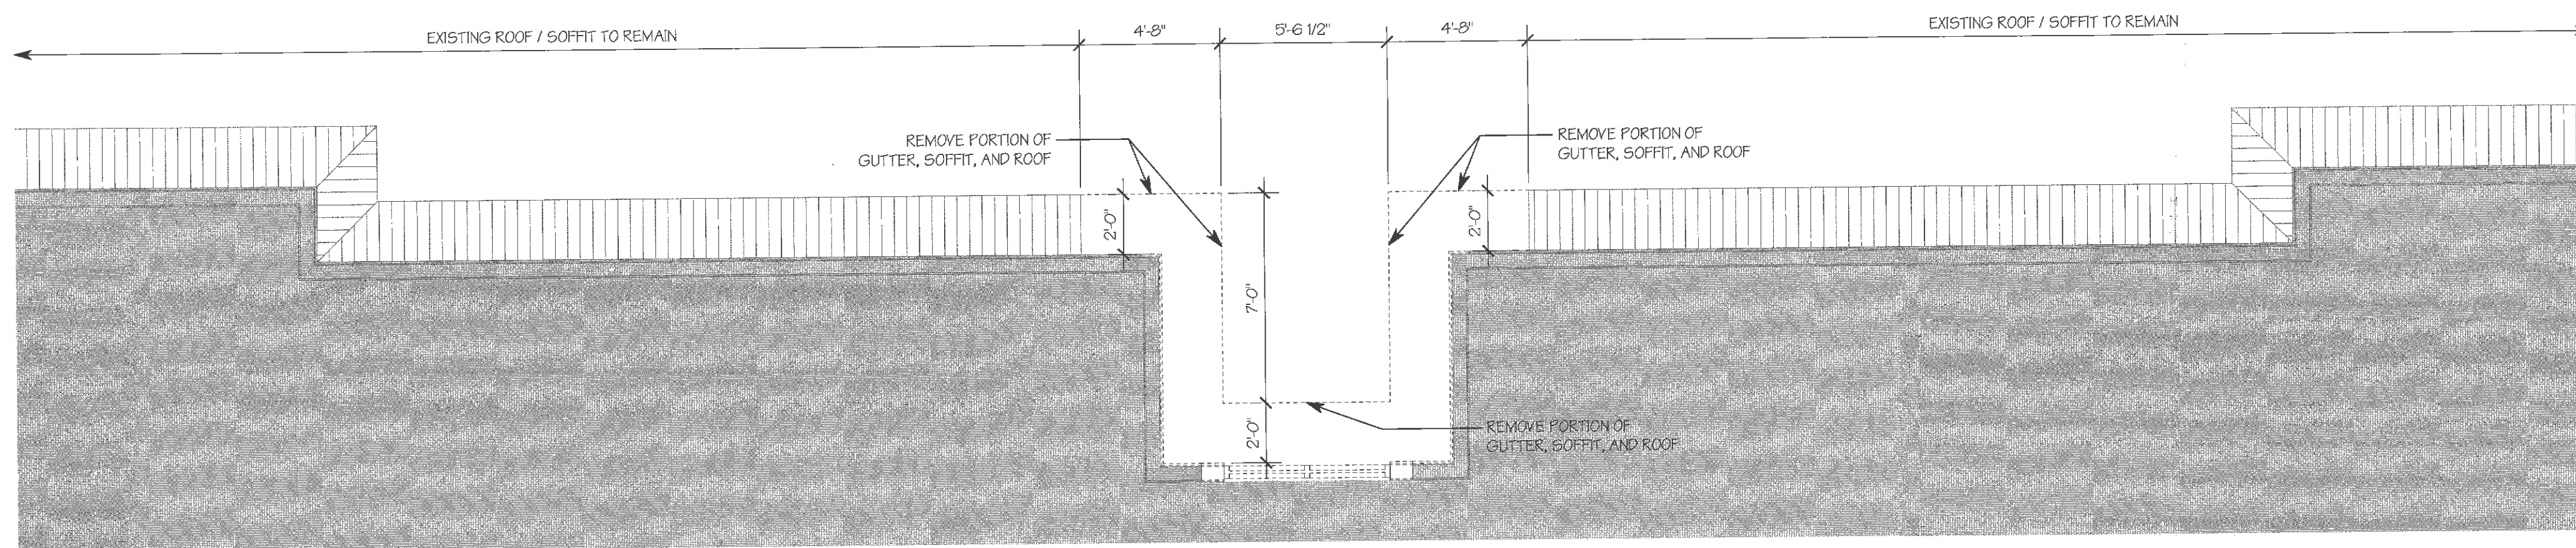 EXISTING ROOF / SOFFIT TO REMAIN
4'-8"
5'-6 1/2"
4'-8"
EXISTING ROOF / SOFFIT TO REMAIN
REMOVE PORTION OF
GUTTER, SOFFIT, AND ROOF
REMOVE PORTION OF
GUTTER, SOFFIT, AND ROOF
2'-0"
2'-0"
7'-0"
2'-0"
REMOVE PORTION OF
GUTTER, SOFFIT, AND ROOF